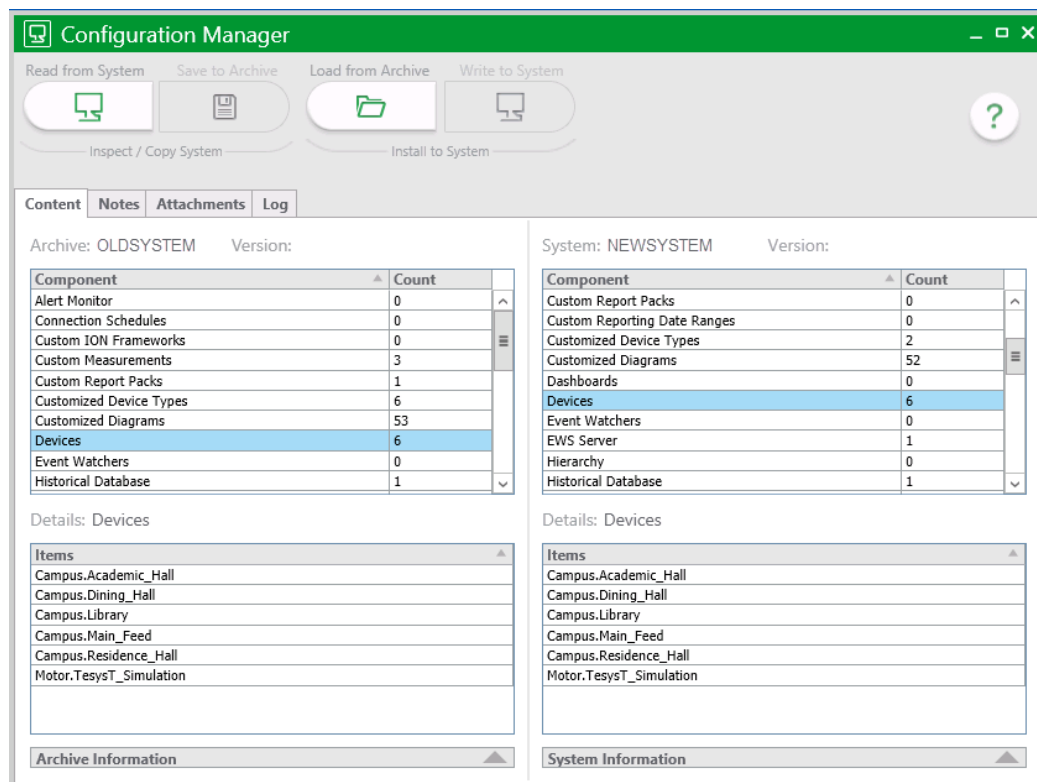 Configuration Manager
Read from System Save to Archive Load from Archive Write to System
?
Inspect / Copy System Install to System
Content Notes Attachments Log
Archive: OLDSYSTEM Version:
Component Count
Alert Monitor 0
Connection Schedules 0
Custom ION Frameworks 0
Custom Measurements 3
Custom Report Packs 1
Customized Device Types 6
Customized Diagrams 53
Devices 6
Event Watchers 0
Historical Database 1
Details: Devices
Items
Campus.Academic_Hall
Campus.Dining_Hall
Campus.Library
Campus.Main_Feed
Campus.Residence_Hall
Motor.TesysT_Simulation
Archive Information
System: NEWSYSTEM Version:
Component Count
Custom Report Packs 0
Custom Reporting Date Ranges 0
Customized Device Types 2
Customized Diagrams 52
Dashboards 0
Devices 6
Event Watchers 0
EWS Server 1
Hierarchy 0
Historical Database 1
Details: Devices
Items
Campus.Academic_Hall
Campus.Dining_Hall
Campus.Library
Campus.Main_Feed
Campus.Residence_Hall
Motor.TesysT_Simulation
System Information